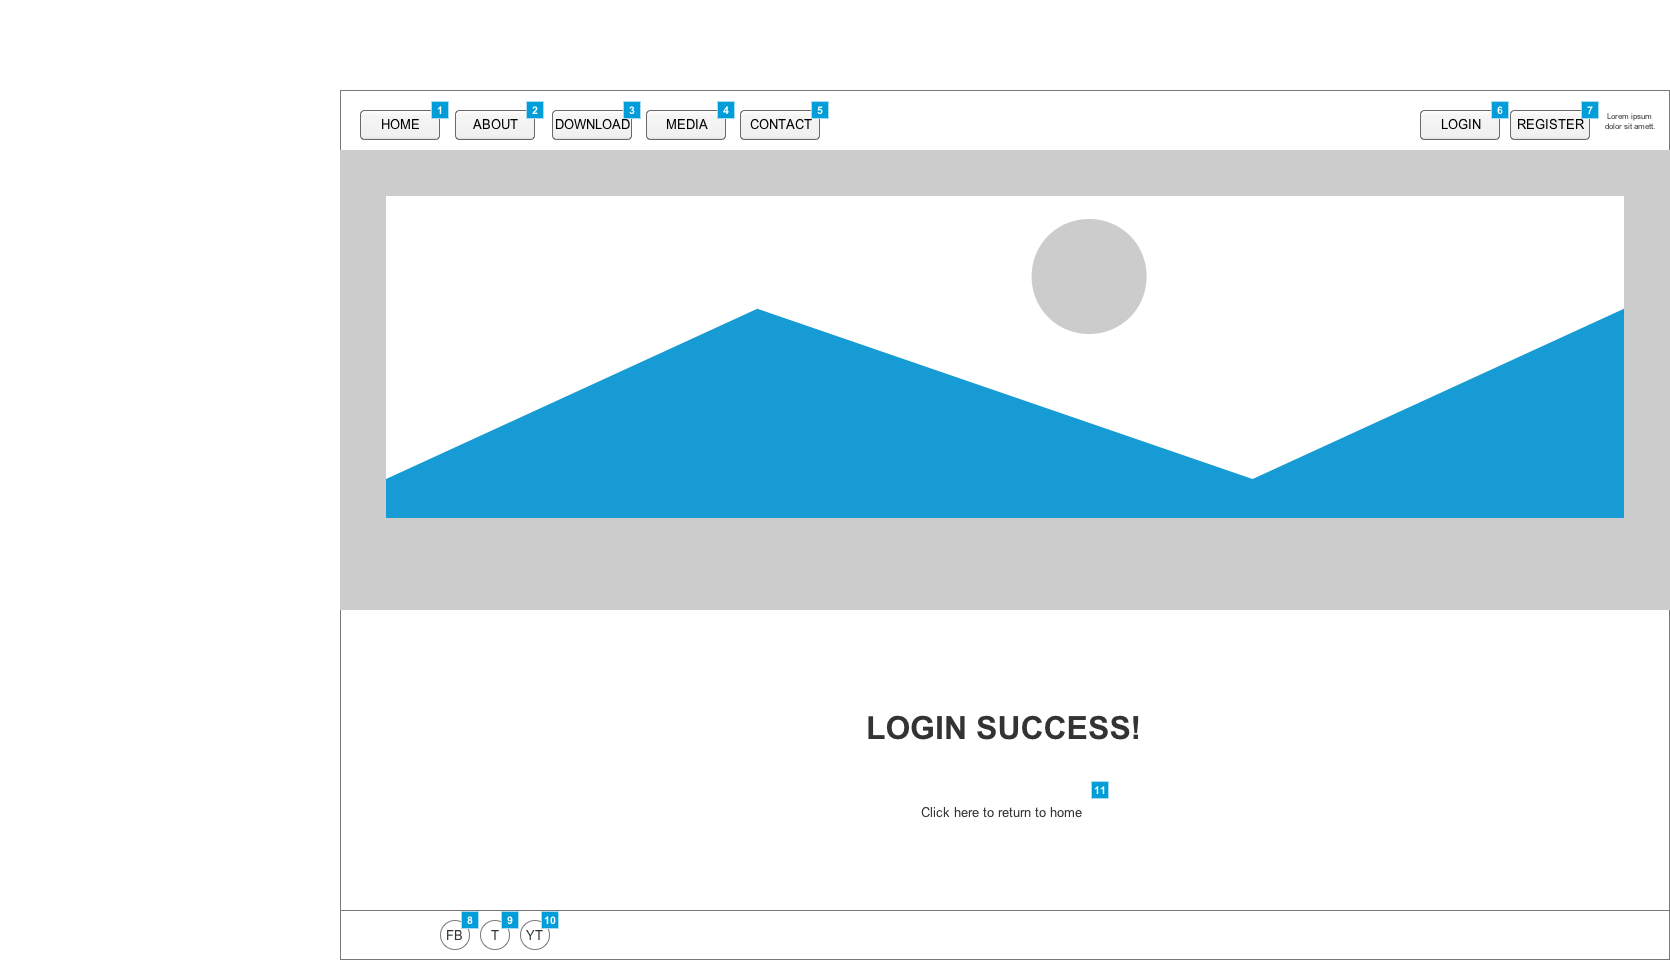 HOME 1
ABOUT 2
DOWNLOAD 3
MEDIA 4
CONTACT 5
LOGIN 6
REGISTER 7
Lorem ipsum
dolor sit amett.
LOGIN SUCCESS!
11
Click here to return to home
FB 8
T 9
YT 10